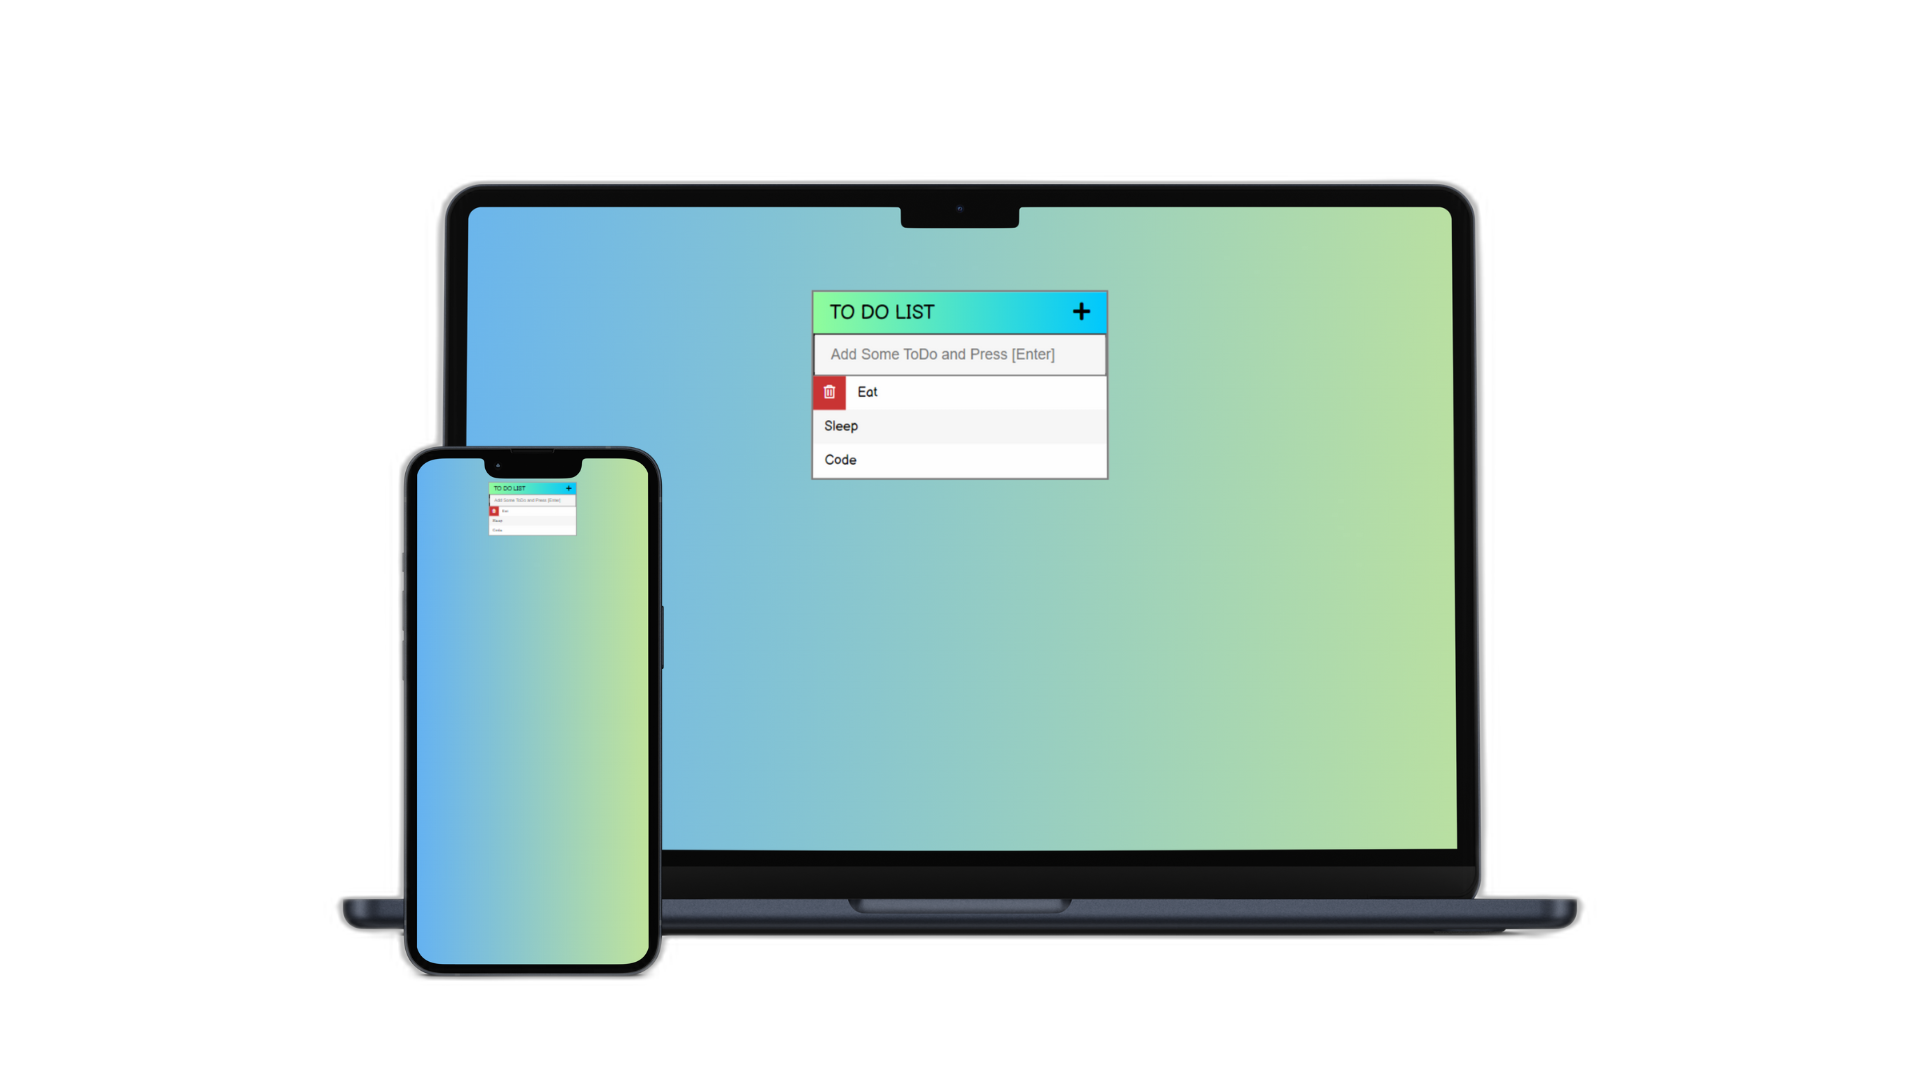 TO DO LIST
Add Some ToDo and Press [Enter]
Eat
Sleep
Code
TO DO LIST
Add Some ToDo and Press [Enter]
Eat
Sleep
Code